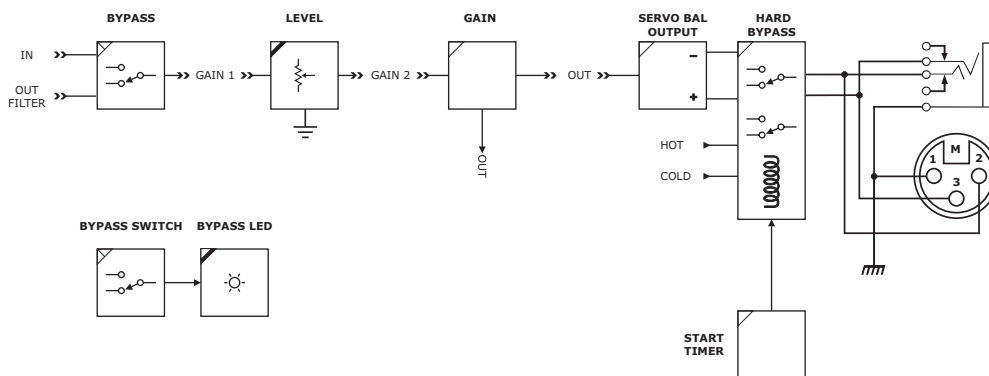 BYPASS
LEVEL
GAIN
SERVO BAL
OUTPUT
HARD
BYPASS
IN
OUT
FILTER
GAIN 1
GAIN 2
OUT
OUT
−
+
HOT
COLD
M
1
2
3
BYPASS SWITCH
BYPASS LED
START
TIMER